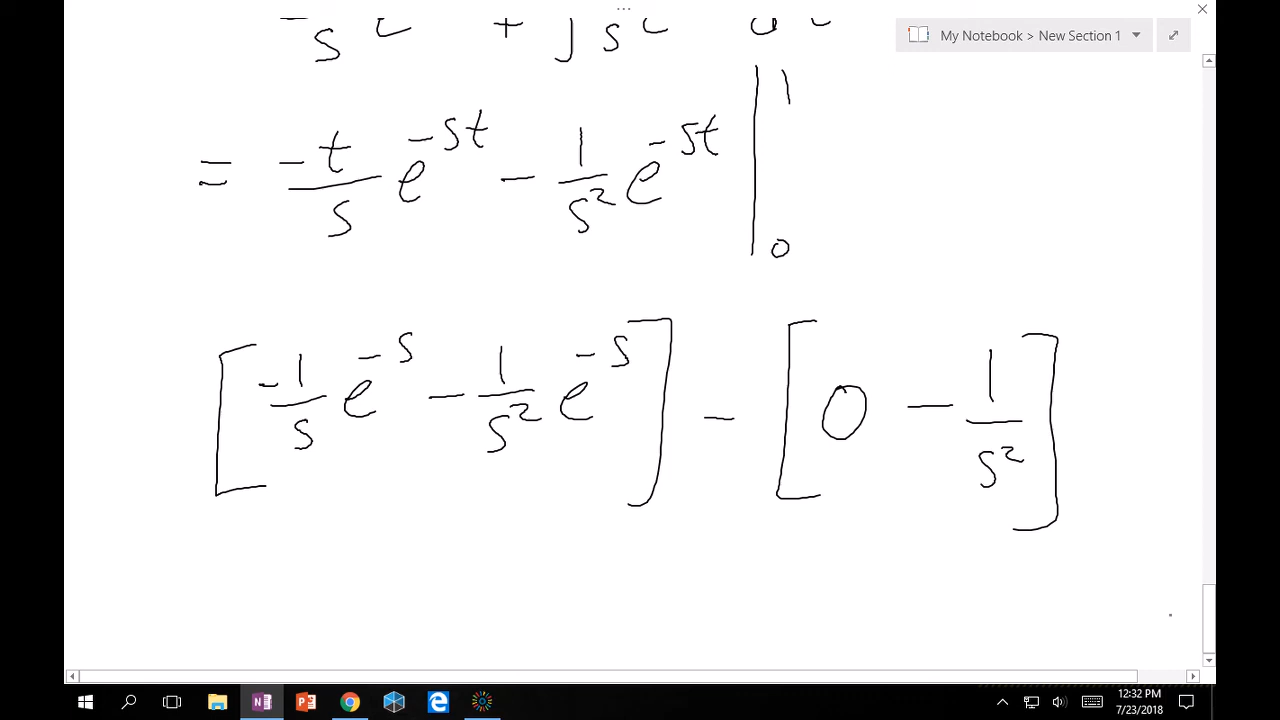 My Notebook > New Section 1
= -t/s e^-st - 1/s² e^-st |₀¹
[-1/s e^-s - 1/s² e^-s] - [0 - 1/s²]
12:32 PM
7/23/2018